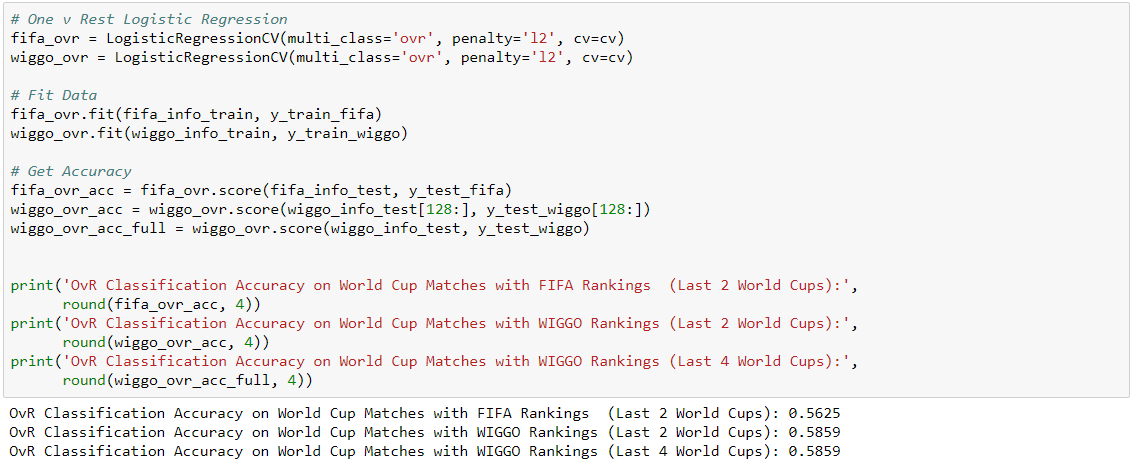 # One v Rest Logistic Regression
fifa_ovr = LogisticRegressionCV(multi_class='ovr', penalty='l2', cv=cv)
wiggo_ovr = LogisticRegressionCV(multi_class='ovr', penalty='l2', cv=cv)
# Fit Data
fifa_ovr.fit(fifa_info_train, y_train_fifa)
wiggo_ovr.fit(wiggo_info_train, y_train_wiggo)
# Get Accuracy
fifa_ovr_acc = fifa_ovr.score(fifa_info_test, y_test_fifa)
wiggo_ovr_acc = wiggo_ovr.score(wiggo_info_test[128:], y_test_wiggo[128:])
wiggo_ovr_acc_full = wiggo_ovr.score(wiggo_info_test, y_test_wiggo)
print('OvR Classification Accuracy on World Cup Matches with FIFA Rankings  (Last 2 World Cups):',
      round(fifa_ovr_acc, 4))
print('OvR Classification Accuracy on World Cup Matches with WIGGO Rankings (Last 2 World Cups):',
      round(wiggo_ovr_acc, 4))
print('OvR Classification Accuracy on World Cup Matches with WIGGO Rankings (Last 4 World Cups):',
      round(wiggo_ovr_acc_full, 4))
OvR Classification Accuracy on World Cup Matches with FIFA Rankings  (Last 2 World Cups): 0.5625
OvR Classification Accuracy on World Cup Matches with WIGGO Rankings (Last 2 World Cups): 0.5859
OvR Classification Accuracy on World Cup Matches with WIGGO Rankings (Last 4 World Cups): 0.5859